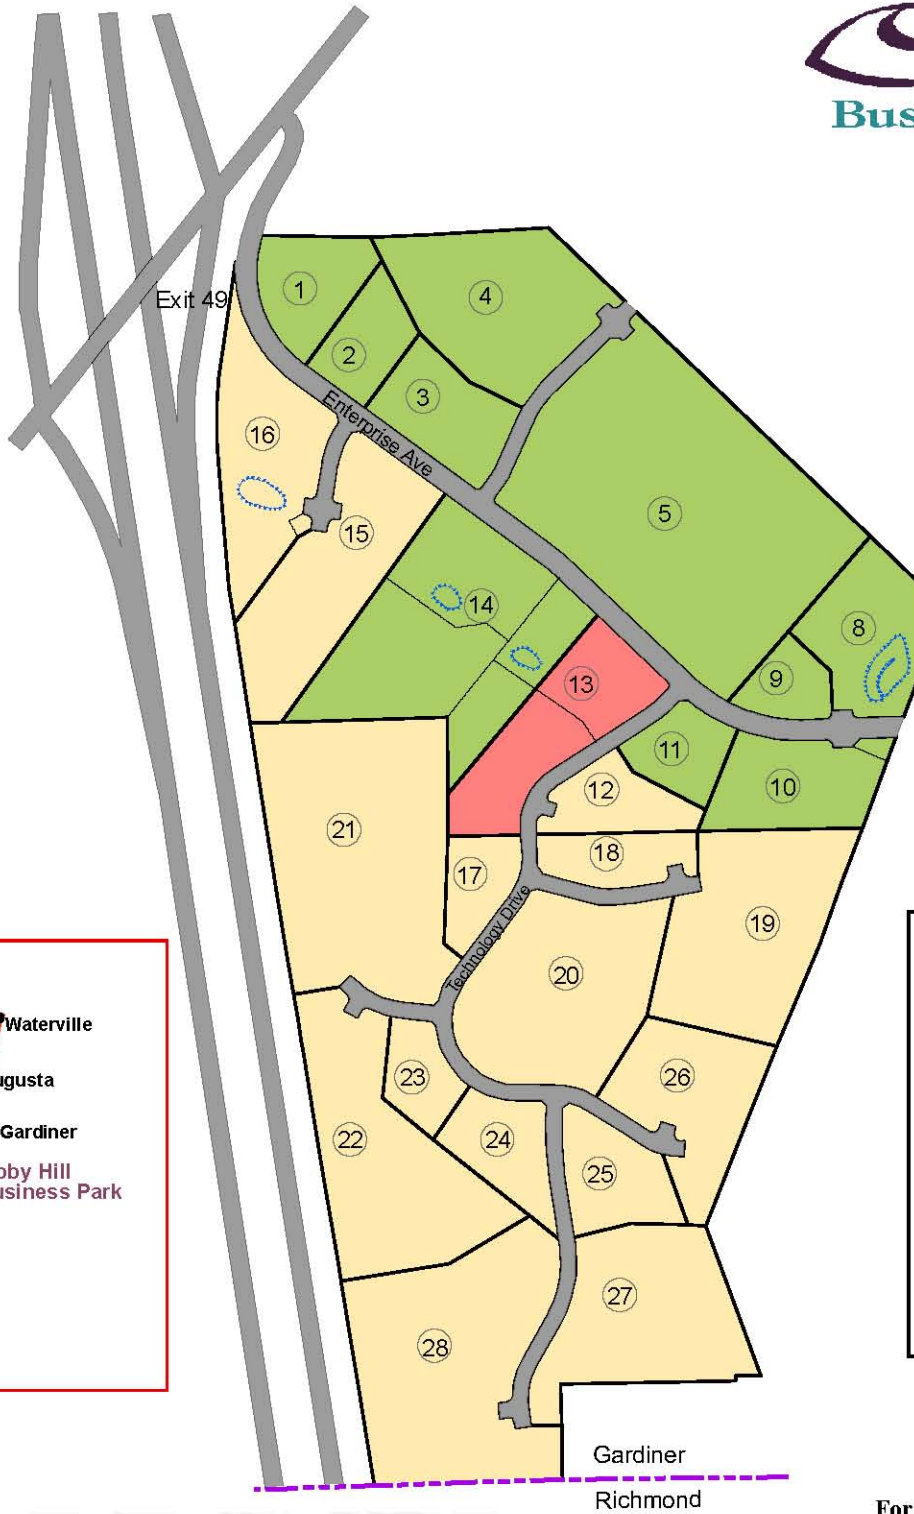 Bus
Exit 49
1
4
2
3
Enterprise Ave
16
5
15
14
8
9
13
11
10
12
21
18
17
19
Technology Drive
20
Waterville
ugusta
Gardiner
23
26
22
24
oby Hill
usiness Park
25
27
28
Gardiner
Richmond
For